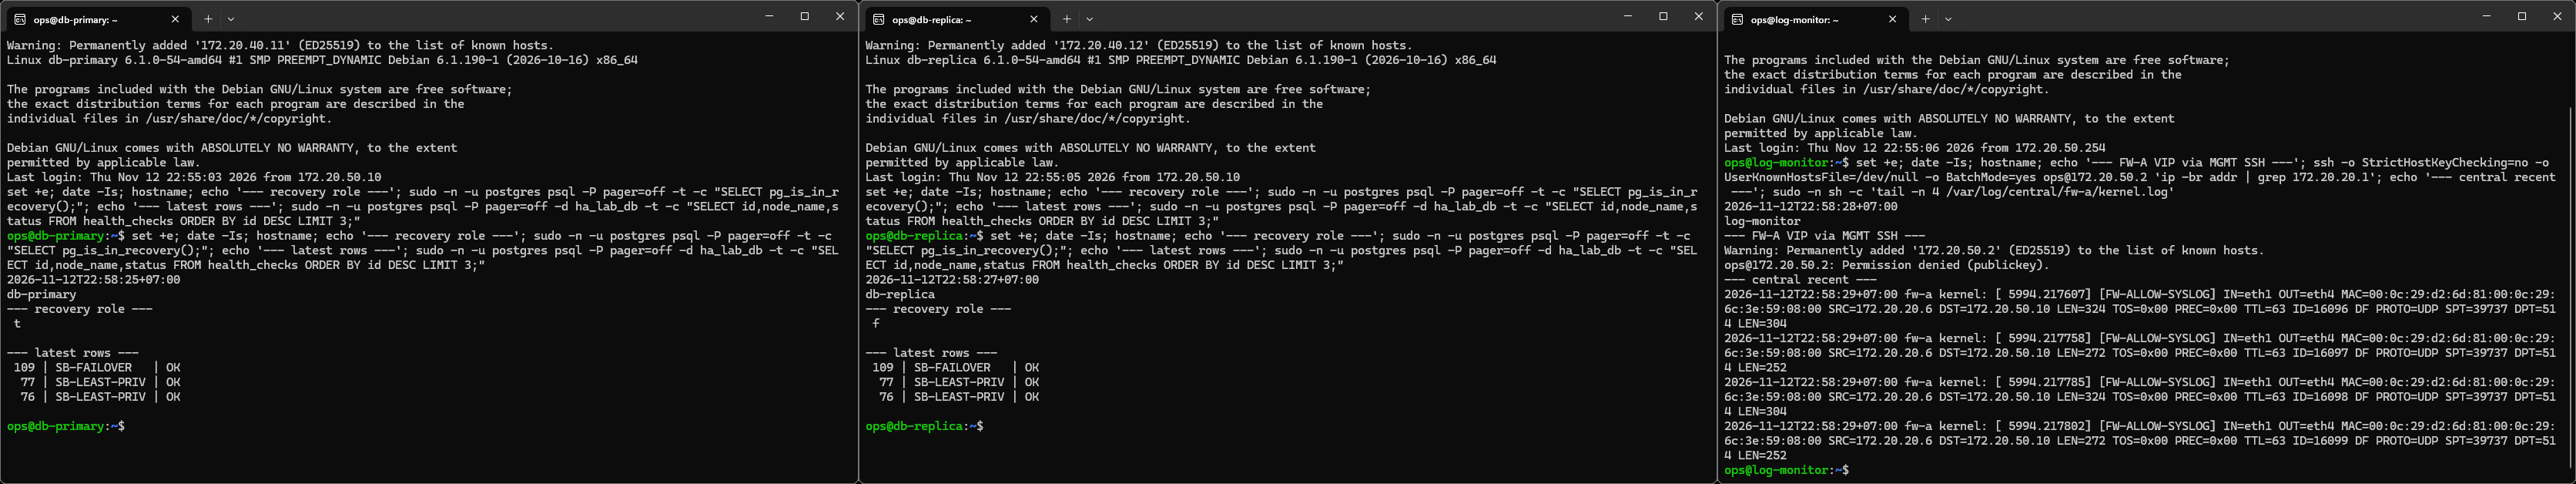 ops@db-primary: ~
Warning: Permanently added '172.20.40.11' (ED25519) to the list of known hosts.
Linux db-primary 6.1.0-54-amd64 #1 SMP PREEMPT_DYNAMIC Debian 6.1.190-1 (2026-10-16) x86_64
The programs included with the Debian GNU/Linux system are free software;
the exact distribution terms for each program are described in the
individual files in /usr/share/doc/*/copyright.
Debian GNU/Linux comes with ABSOLUTELY NO WARRANTY, to the extent
permitted by applicable law.
Last login: Thu Nov 12 22:55:03 2026 from 172.20.50.10
set +e; date -Is; hostname; echo '--- recovery role ---'; sudo -n -u postgres psql -P pager=off -t -c "SELECT pg_is_in_r
ecovery();"; echo '--- latest rows ---'; sudo -n -u postgres psql -P pager=off -d ha_lab_db -t -c "SELECT id,node_name,s
tatus FROM health_checks ORDER BY id DESC LIMIT 3;"
ops@db-primary:~$ set +e; date -Is; hostname; echo '--- recovery role ---'; sudo -n -u postgres psql -P pager=off -t -c
"SELECT pg_is_in_recovery();"; echo '--- latest rows ---'; sudo -n -u postgres psql -P pager=off -d ha_lab_db -t -c "SEL
ECT id,node_name,status FROM health_checks ORDER BY id DESC LIMIT 3;"
2026-11-12T22:58:25+07:00
db-primary
--- recovery role ---
t
--- latest rows ---
109 | SB-FAILOVER | OK
77 | SB-LEAST-PRIV | OK
76 | SB-LEAST-PRIV | OK
ops@db-primary:~$
ops@db-replica: ~
Warning: Permanently added '172.20.40.12' (ED25519) to the list of known hosts.
Linux db-replica 6.1.0-54-amd64 #1 SMP PREEMPT_DYNAMIC Debian 6.1.190-1 (2026-10-16) x86_64
The programs included with the Debian GNU/Linux system are free software;
the exact distribution terms for each program are described in the
individual files in /usr/share/doc/*/copyright.
Debian GNU/Linux comes with ABSOLUTELY NO WARRANTY, to the extent
permitted by applicable law.
Last login: Thu Nov 12 22:55:05 2026 from 172.20.50.10
set +e; date -Is; hostname; echo '--- recovery role ---'; sudo -n -u postgres psql -P pager=off -t -c "SELECT pg_is_in_r
ecovery();"; echo '--- latest rows ---'; sudo -n -u postgres psql -P pager=off -d ha_lab_db -t -c "SELECT id,node_name,s
tatus FROM health_checks ORDER BY id DESC LIMIT 3;"
ops@db-replica:~$ set +e; date -Is; hostname; echo '--- recovery role ---'; sudo -n -u postgres psql -P pager=off -t -c
"SELECT pg_is_in_recovery();"; echo '--- latest rows ---'; sudo -n -u postgres psql -P pager=off -d ha_lab_db -t -c "SEL
ECT id,node_name,status FROM health_checks ORDER BY id DESC LIMIT 3;"
2026-11-12T22:58:27+07:00
db-replica
--- recovery role ---
f
--- latest rows ---
109 | SB-FAILOVER | OK
77 | SB-LEAST-PRIV | OK
76 | SB-LEAST-PRIV | OK
ops@db-replica:~$
ops@log-monitor: ~
The programs included with the Debian GNU/Linux system are free software;
the exact distribution terms for each program are described in the
individual files in /usr/share/doc/*/copyright.
Debian GNU/Linux comes with ABSOLUTELY NO WARRANTY, to the extent
permitted by applicable law.
Last login: Thu Nov 12 22:55:06 2026 from 172.20.50.254
ops@log-monitor:~$ set +e; date -Is; hostname; echo '--- FW-A VIP via MGMT SSH ---'; ssh -o StrictHostKeyChecking=no -o
UserKnownHostsFile=/dev/null -o BatchMode=yes ops@172.20.50.2 'ip -br addr | grep 172.20.20.1'; echo '--- central recent
---'; sudo -n sh -c 'tail -n 4 /var/log/central/fw-a/kernel.log'
2026-11-12T22:58:28+07:00
log-monitor
--- FW-A VIP via MGMT SSH ---
Warning: Permanently added '172.20.50.2' (ED25519) to the list of known hosts.
ops@172.20.50.2: Permission denied (publickey).
--- central recent ---
2026-11-12T22:58:29+07:00 fw-a kernel: [ 5994.217607] [FW-ALLOW-SYSLOG] IN=eth1 OUT=eth4 MAC=00:0c:29:d2:6d:81:00:0c:29:
6c:3e:59:08:00 SRC=172.20.20.6 DST=172.20.50.10 LEN=324 TOS=0x00 PREC=0x00 TTL=63 ID=16096 DF PROTO=UDP SPT=39737 DPT=51
4 LEN=304
2026-11-12T22:58:29+07:00 fw-a kernel: [ 5994.217758] [FW-ALLOW-SYSLOG] IN=eth1 OUT=eth4 MAC=00:0c:29:d2:6d:81:00:0c:29:
6c:3e:59:08:00 SRC=172.20.20.6 DST=172.20.50.10 LEN=272 TOS=0x00 PREC=0x00 TTL=63 ID=16097 DF PROTO=UDP SPT=39737 DPT=51
4 LEN=252
2026-11-12T22:58:29+07:00 fw-a kernel: [ 5994.217785] [FW-ALLOW-SYSLOG] IN=eth1 OUT=eth4 MAC=00:0c:29:d2:6d:81:00:0c:29:
6c:3e:59:08:00 SRC=172.20.20.6 DST=172.20.50.10 LEN=324 TOS=0x00 PREC=0x00 TTL=63 ID=16098 DF PROTO=UDP SPT=39737 DPT=51
4 LEN=304
2026-11-12T22:58:29+07:00 fw-a kernel: [ 5994.217802] [FW-ALLOW-SYSLOG] IN=eth1 OUT=eth4 MAC=00:0c:29:d2:6d:81:00:0c:29:
6c:3e:59:08:00 SRC=172.20.20.6 DST=172.20.50.10 LEN=272 TOS=0x00 PREC=0x00 TTL=63 ID=16099 DF PROTO=UDP SPT=39737 DPT=51
4 LEN=252
ops@log-monitor:~$